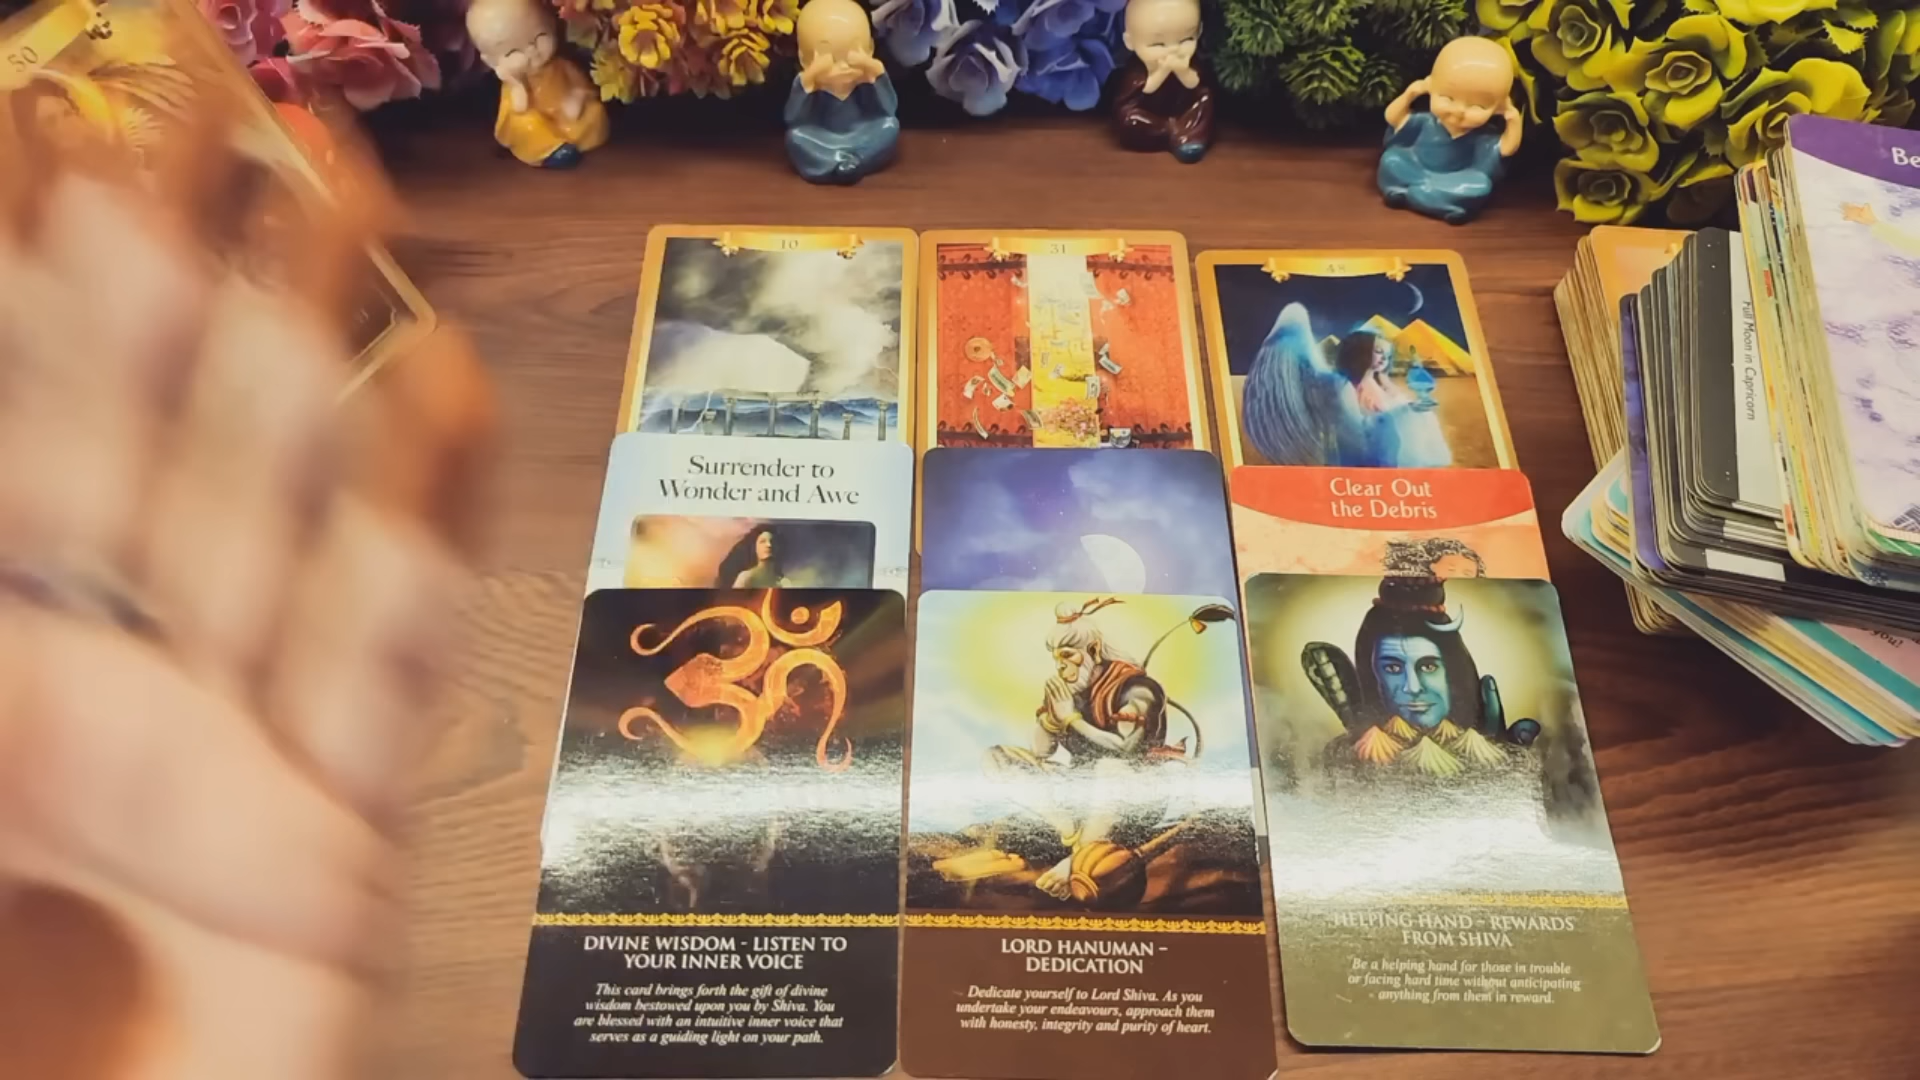 50
10
31
48
Be
Full Moon in Capricorn
Surrender to
Wonder and Awe
Clear Out
the Debris
DIVINE WISDOM - LISTEN TO
YOUR INNER VOICE
This card brings forth the gift of divine
wisdom bestowed upon you by Shiva. You
are blessed with an intuitive inner voice that
serves as a guiding light on your path.
LORD HANUMAN -
DEDICATION
Dedicate yourself to Lord Shiva. As you
undertake your endeavours, approach them
with honesty, integrity and purity of heart.
HELPING HAND - REWARDS
FROM SHIVA
Be a helping hand for those in trouble
or facing hard time without anticipating
anything from them in reward.